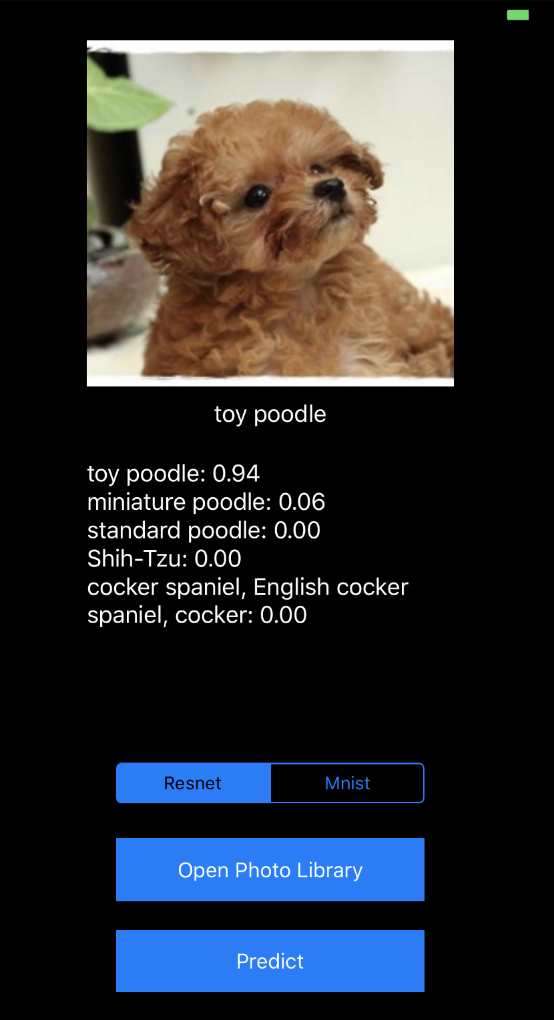 toy poodle
toy poodle: 0.94
miniature poodle: 0.06
standard poodle: 0.00
Shih-Tzu: 0.00
cocker spaniel, English cocker
spaniel, cocker: 0.00
Resnet
Mnist
Open Photo Library
Predict